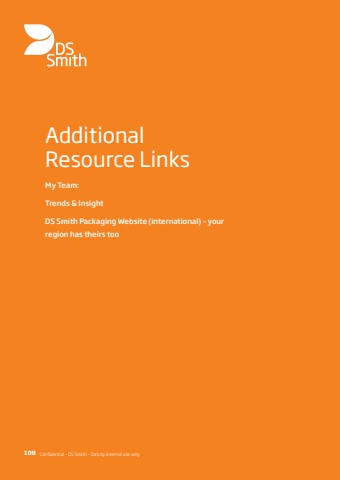 DS
Smith
Additional
Resource Links
My Team:
Trends & Insight
DS Smith Packaging Website (international) – your
region has theirs too
108 Confidential – DS Smith – Strictly internal use only